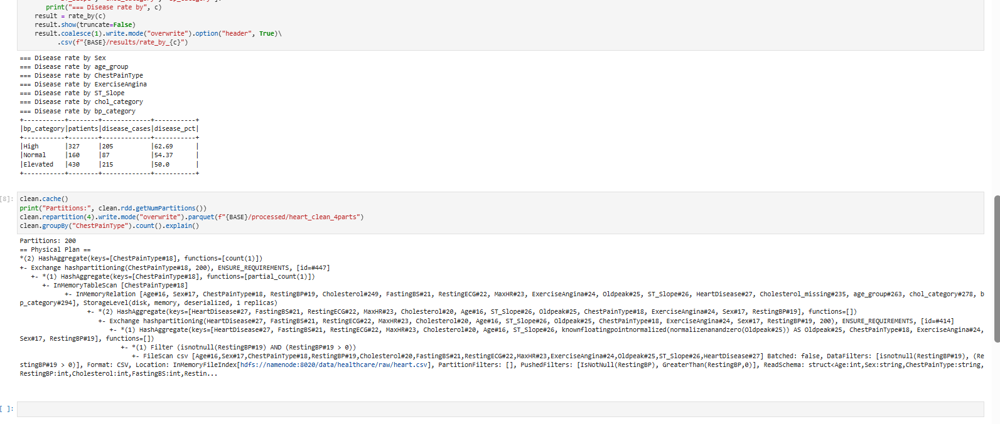 print("=== Disease rate by", c)
result = rate_by(c)
result.show(truncate=False)
result.coalesce(1).write.mode("overwrite").option("header", True)\
.csv(f"{BASE}/results/rate_by_{c}")
=== Disease rate by Sex
=== Disease rate by age_group
=== Disease rate by ChestPainType
=== Disease rate by ExerciseAngina
=== Disease rate by ST_Slope
=== Disease rate by chol_category
=== Disease rate by bp_category
+-----------+--------+-------------+-----------+
|bp_category|patients|disease_cases|disease_pct|
+-----------+--------+-------------+-----------+
|High       |327     |205          |62.69      |
|Normal     |160     |87           |54.37      |
|Elevated   |430     |215          |50.0       |
+-----------+--------+-------------+-----------+
[8]: clean.cache()
print("Partitions:", clean.rdd.getNumPartitions())
clean.repartition(4).write.mode("overwrite").parquet(f"{BASE}/processed/heart_clean_4parts")
clean.groupBy("ChestPainType").count().explain()
Partitions: 200
== Physical Plan ==
*(2) HashAggregate(keys=[ChestPainType#18], functions=[count(1)])
+- Exchange hashpartitioning(ChestPainType#18, 200), ENSURE_REQUIREMENTS, [id=#447]
+- *(1) HashAggregate(keys=[ChestPainType#18], functions=[partial_count(1)])
+- InMemoryTableScan [ChestPainType#18]
+- InMemoryRelation [Age#16, Sex#17, ChestPainType#18, RestingBP#19, Cholesterol#249, FastingBS#21, RestingECG#22, MaxHR#23, ExerciseAngina#24, Oldpeak#25, ST_Slope#26, HeartDisease#27, Cholesterol_missing#235, age_group#263, chol_category#278, b
p_category#294], StorageLevel(disk, memory, deserialized, 1 replicas)
+- *(2) HashAggregate(keys=[HeartDisease#27, FastingBS#21, RestingECG#22, MaxHR#23, Cholesterol#20, Age#16, ST_Slope#26, Oldpeak#25, ChestPainType#18, ExerciseAngina#24, Sex#17, RestingBP#19], functions=[])
+- Exchange hashpartitioning(HeartDisease#27, FastingBS#21, RestingECG#22, MaxHR#23, Cholesterol#20, Age#16, ST_Slope#26, Oldpeak#25, ChestPainType#18, ExerciseAngina#24, Sex#17, RestingBP#19, 200), ENSURE_REQUIREMENTS, [id=#414]
+- *(1) HashAggregate(keys=[HeartDisease#27, FastingBS#21, RestingECG#22, MaxHR#23, Cholesterol#20, Age#16, ST_Slope#26, knownfloatingpointnormalized(normalizenanandzero(Oldpeak#25)) AS Oldpeak#25, ChestPainType#18, ExerciseAngina#24,
Sex#17, RestingBP#19], functions=[])
+- *(1) Filter (isnotnull(RestingBP#19) AND (RestingBP#19 > 0))
+- FileScan csv [Age#16,Sex#17,ChestPainType#18,RestingBP#19,Cholesterol#20,FastingBS#21,RestingECG#22,MaxHR#23,ExerciseAngina#24,Oldpeak#25,ST_Slope#26,HeartDisease#27] Batched: false, DataFilters: [isnotnull(RestingBP#19), (Re
stingBP#19 > 0)], Format: CSV, Location: InMemoryFileIndex[hdfs://namenode:8020/data/healthcare/raw/heart.csv], PartitionFilters: [], PushedFilters: [IsNotNull(RestingBP), GreaterThan(RestingBP,0)], ReadSchema: struct<Age:int,Sex:string,ChestPainType:string,
RestingBP:int,Cholesterol:int,FastingBS:int,Restin...
[ ]: